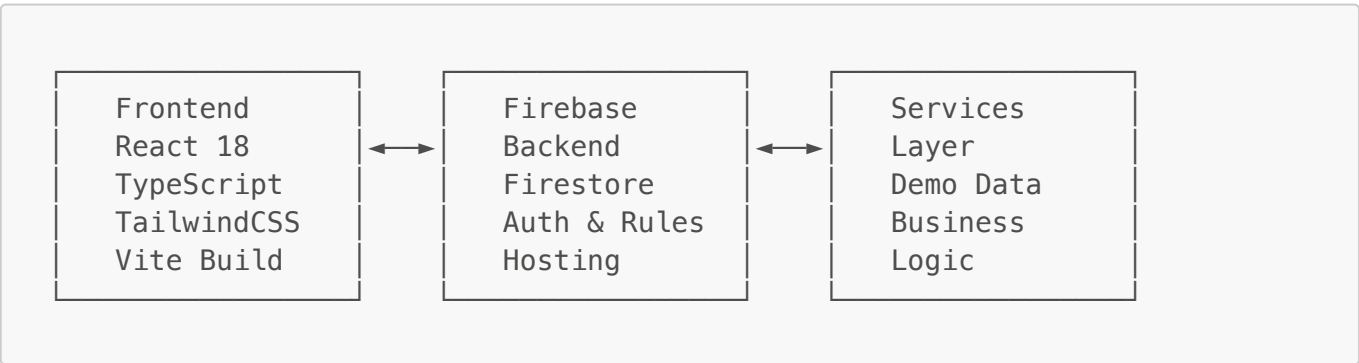 Frontend Firebase Services
React 18 Backend Layer
TypeScript Firestore Demo Data
TailwindCSS Auth & Rules Business
Vite Build Hosting Logic